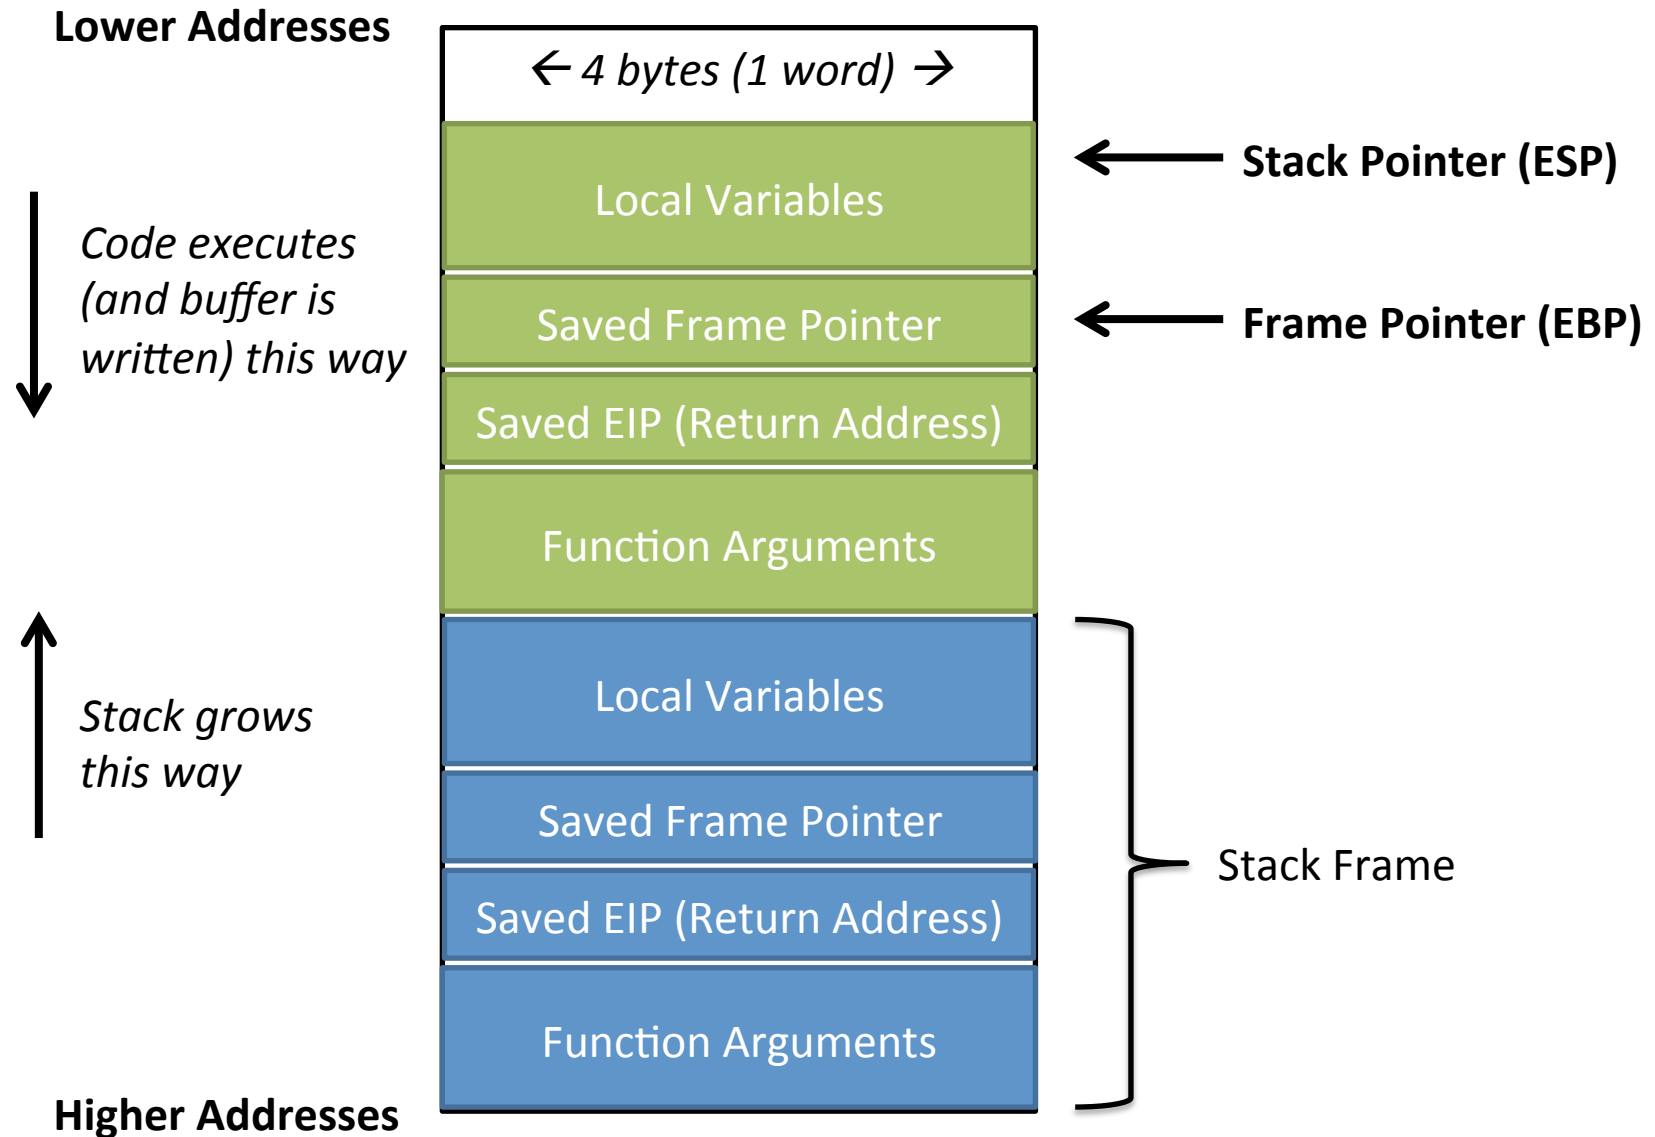 Lower Addresses
← 4 bytes (1 word) →
Stack Pointer (ESP)
Local Variables
Code executes
(and buffer is
written) this way
Saved Frame Pointer
Frame Pointer (EBP)
Saved EIP (Return Address)
Function Arguments
Stack grows
this way
Local Variables
Saved Frame Pointer
Stack Frame
Saved EIP (Return Address)
Function Arguments
Higher Addresses